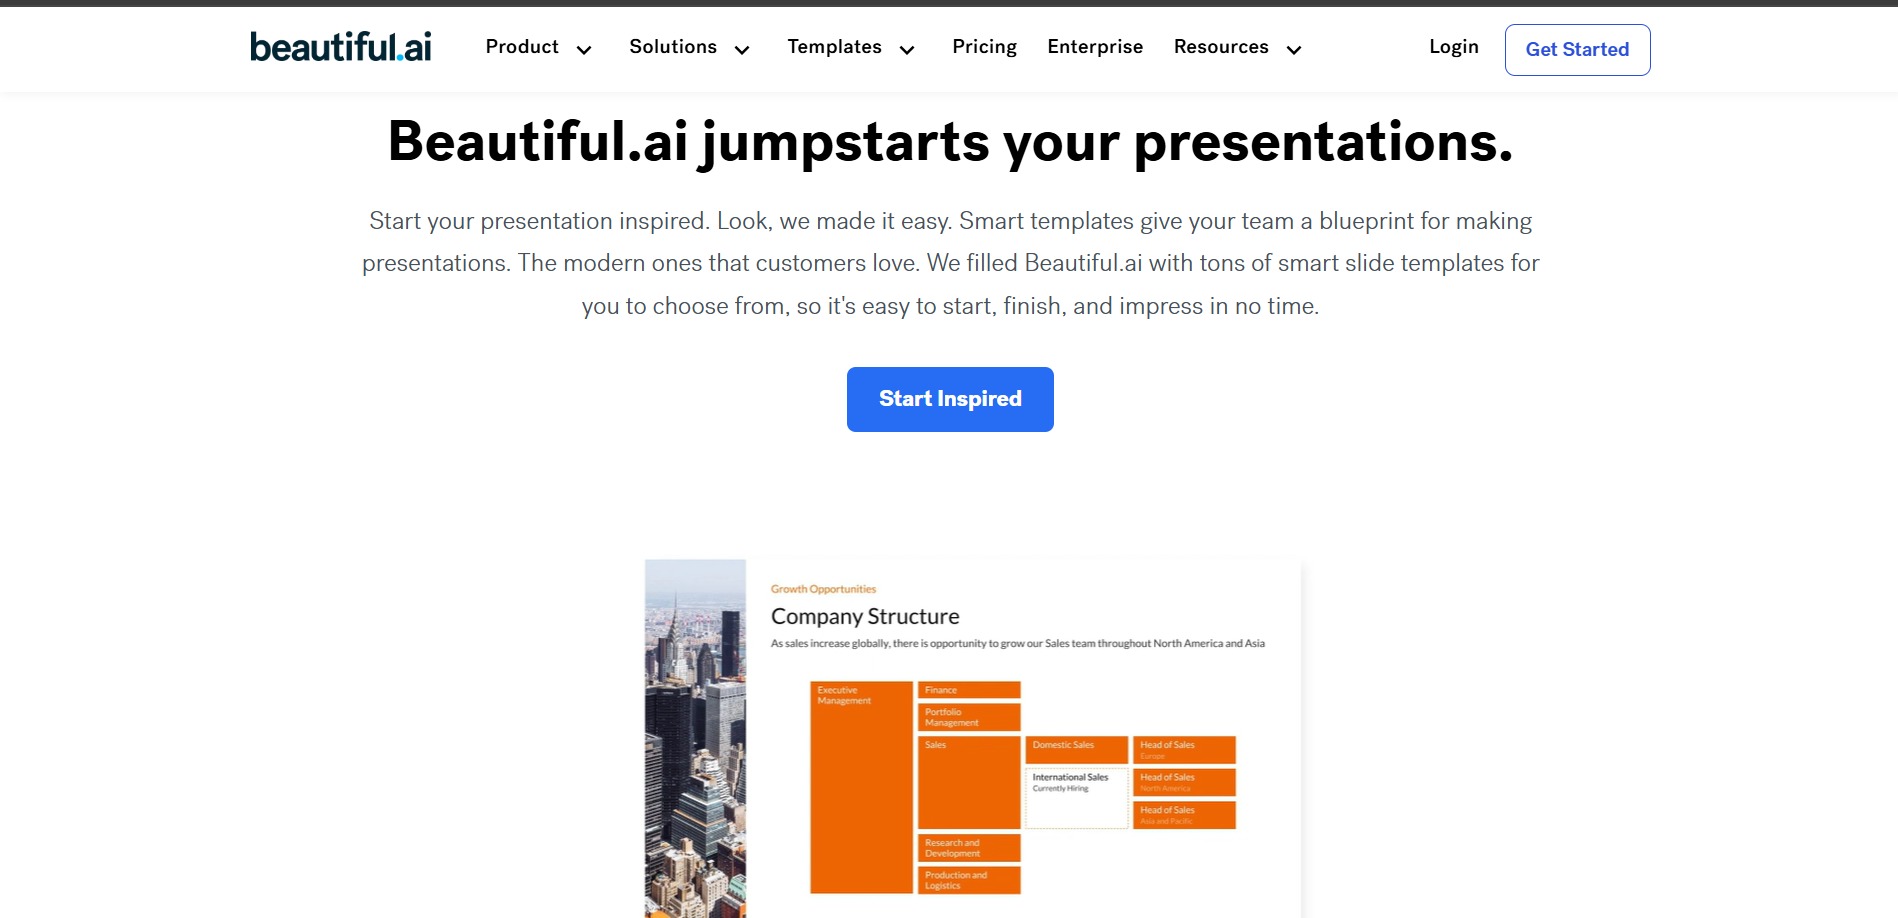 beautiful.ai
Product
Solutions
Templates
Pricing
Enterprise
Resources
Login
Get Started
Beautiful.ai jumpstarts your presentations.
Start your presentation inspired. Look, we made it easy. Smart templates give your team a blueprint for making
presentations. The modern ones that customers love. We filled Beautiful.ai with tons of smart slide templates for
you to choose from, so it's easy to start, finish, and impress in no time.
Start Inspired
Growth Opportunities
Company Structure
As sales increase globally, there is opportunity to grow our Sales team throughout North America and Asia
Executive
Management
Finance
Portfolio
Management
Sales
Domestic Sales
Head of Sales
Europe
International Sales
Currently Hiring
Head of Sales
North America
Head of Sales
Asia and Pacific
Research and
Development
Production and
Logistics